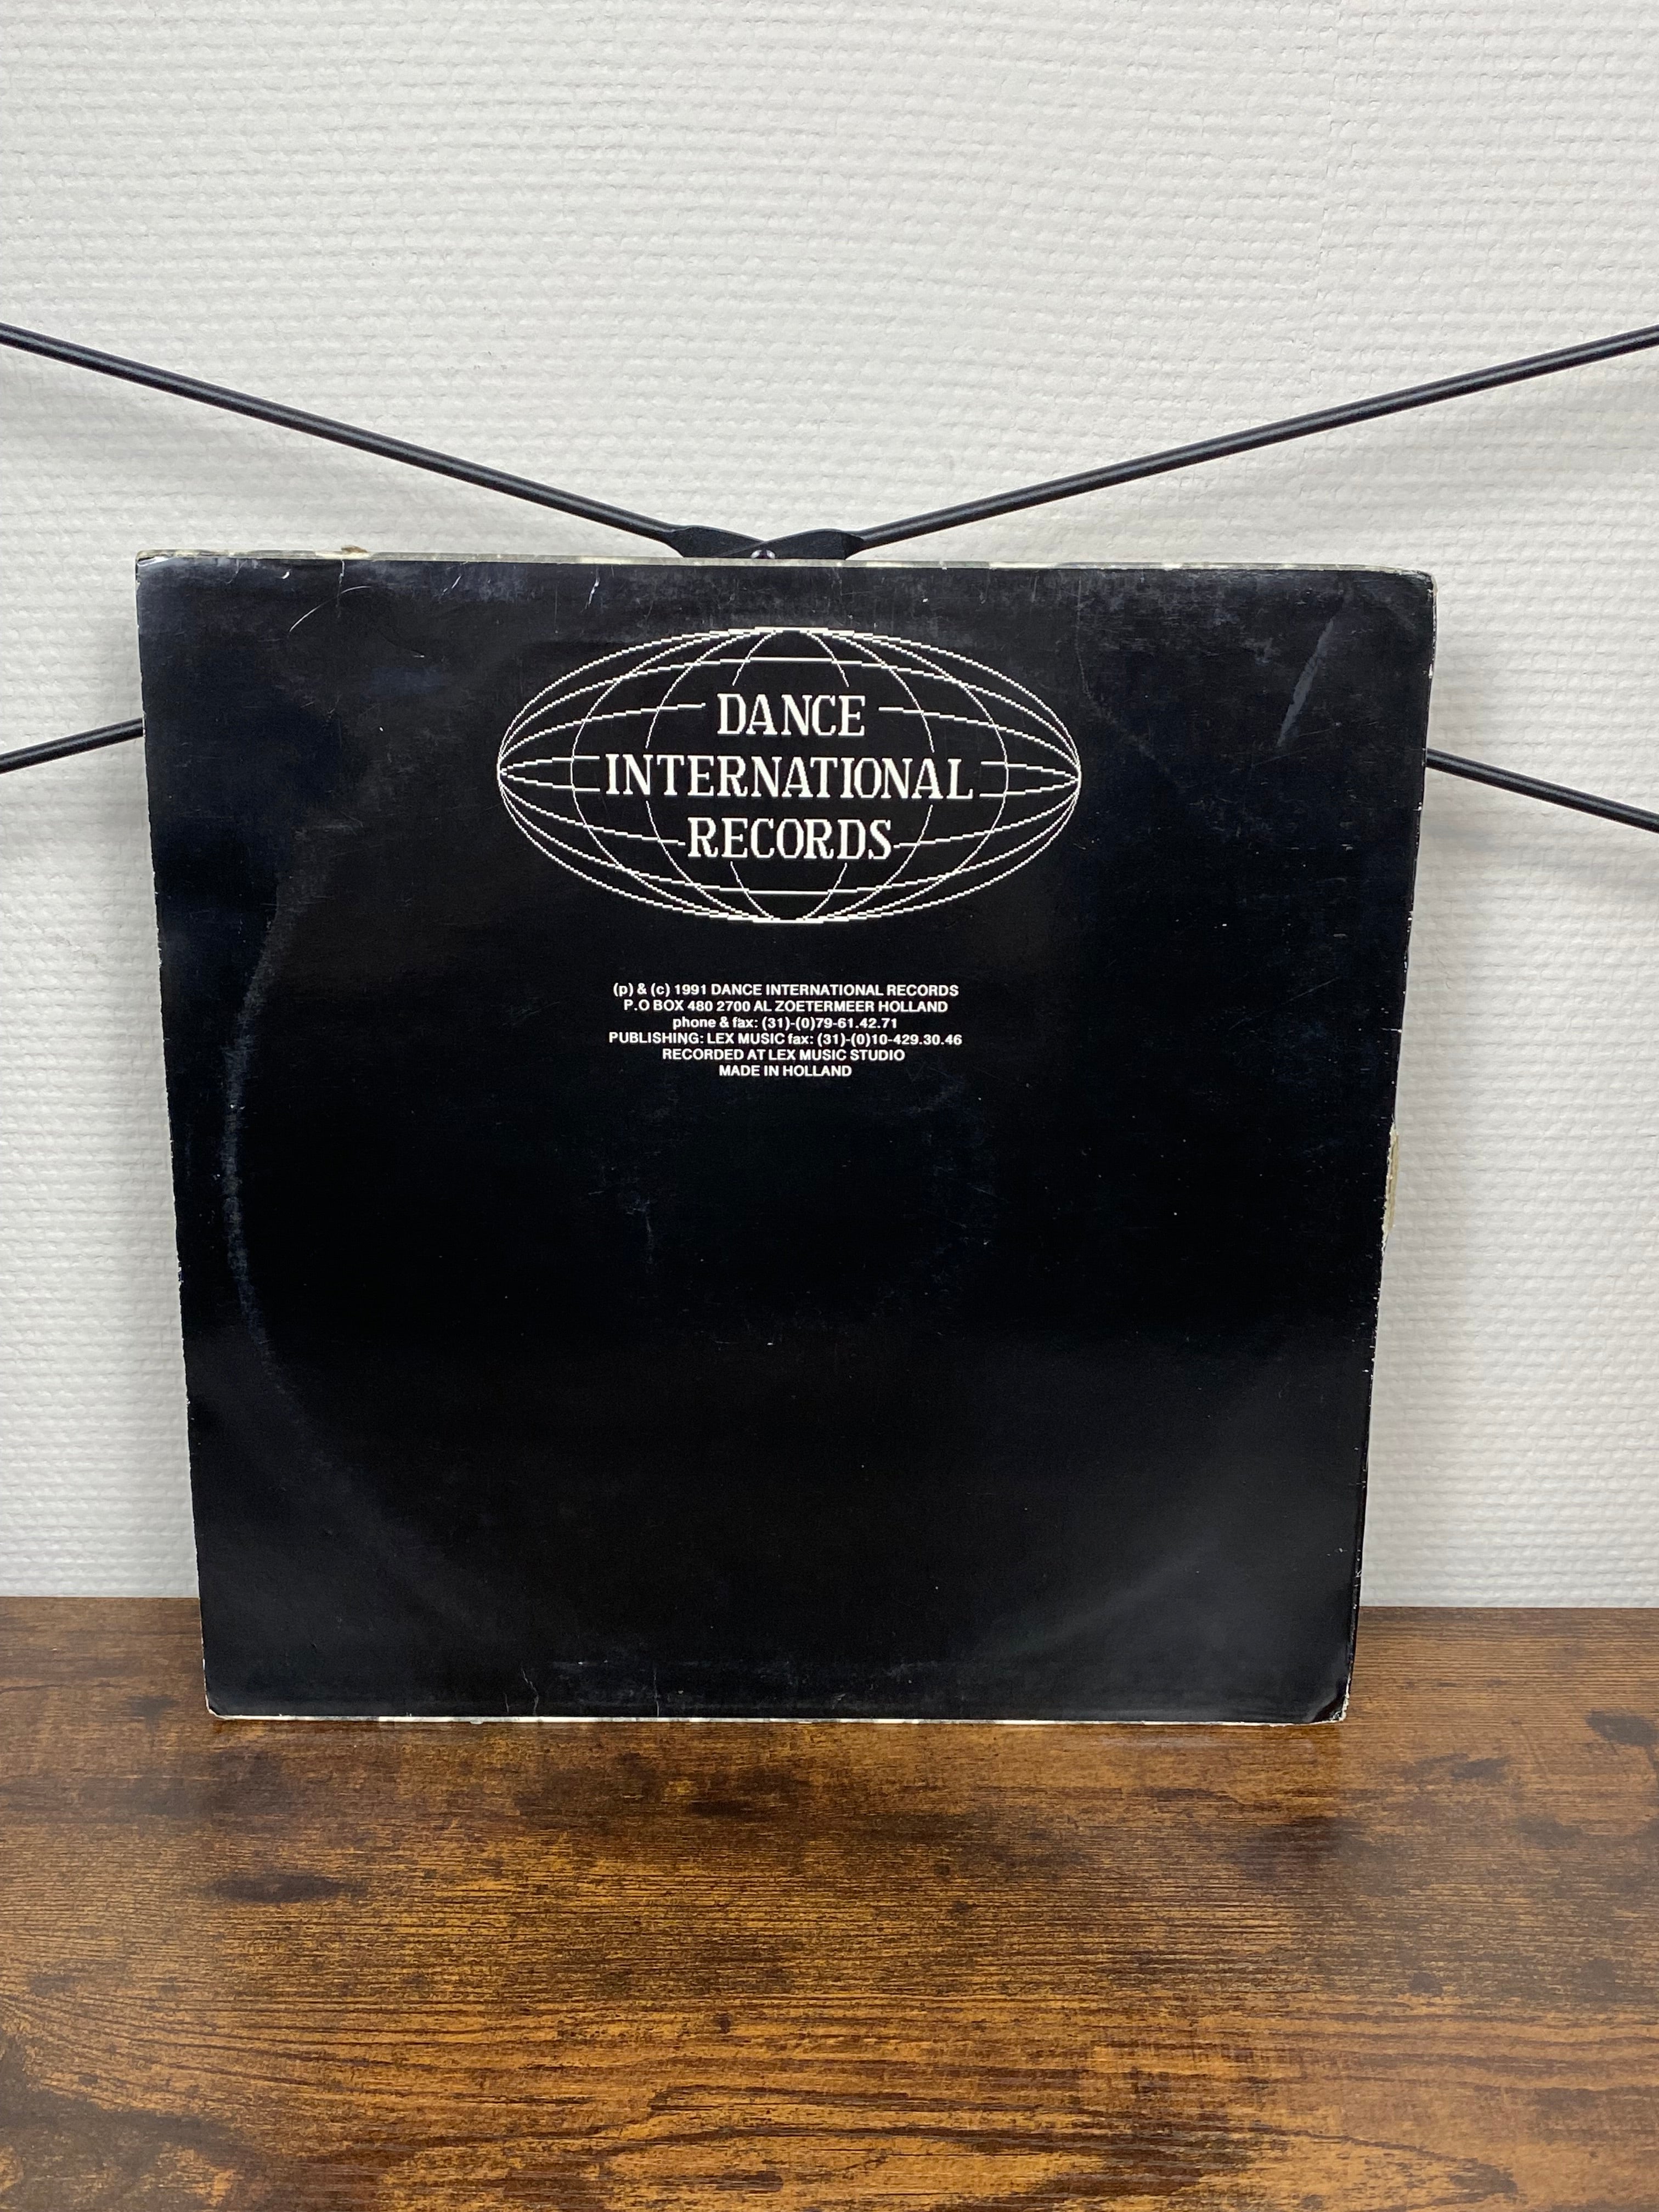 DANCE
INTERNATIONAL
RECORDS
(p) & (c) 1991 DANCE INTERNATIONAL RECORDS
P.O BOX 480 2700 AL ZOETERMEER HOLLAND
phone & fax: (31)-(0)79-61.42.71
PUBLISHING: LEX MUSIC fax: (31)-(0)10-429.30.46
RECORDED AT LEX MUSIC STUDIO
MADE IN HOLLAND